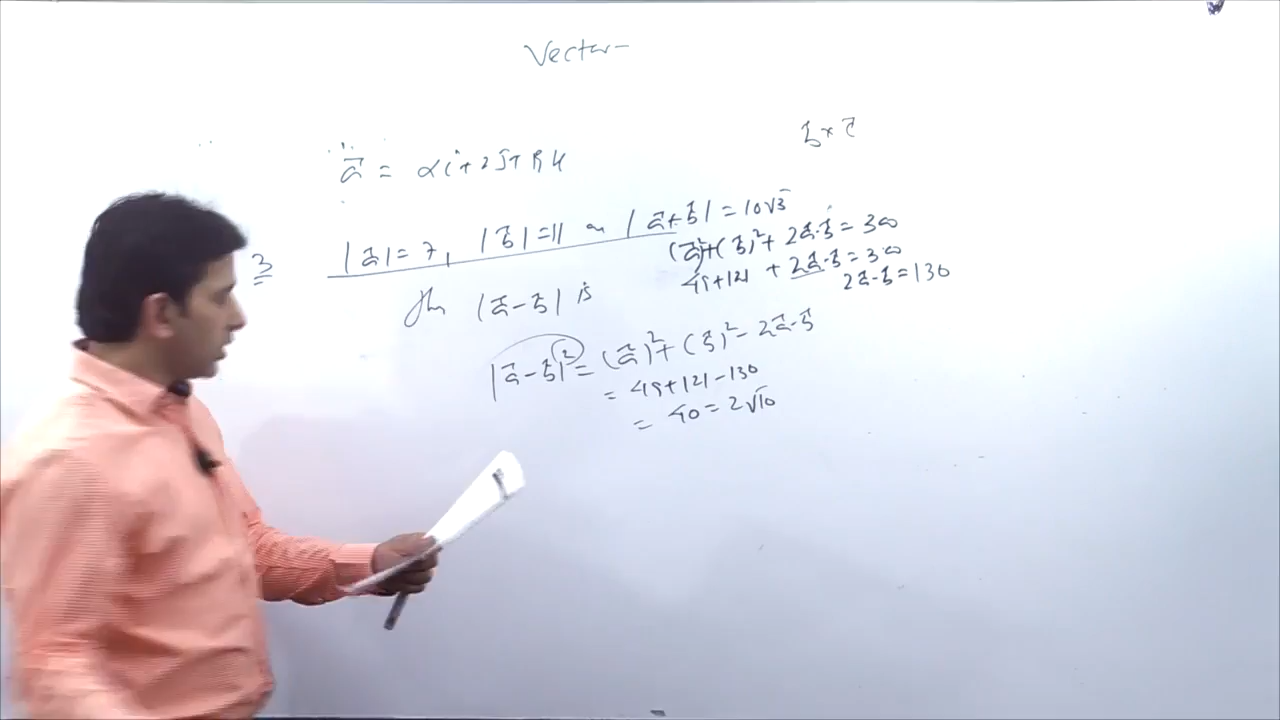 Vector
b⃗ × c⃗
a⃗ = αi + 2j + βk
3 |a⃗| = 7, |b⃗| = 11 |a⃗+b⃗| = 10√3
(a⃗)²+(b⃗)²+ 2a⃗·b⃗ = 300
49+121 + 2a⃗·b⃗ = 300
2a⃗·b⃗ = 130
then |a⃗-b⃗| is
|a⃗-b⃗|² = (a⃗)²+(b⃗)²- 2a⃗·b⃗
= 49+121-130
= 40 = 2√10